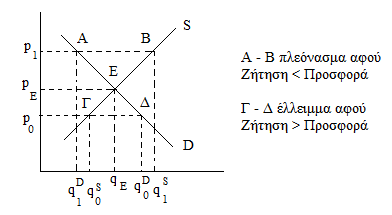 S
A B
p1
A - B πλεόνασμα αφού
Ζήτηση < Προσφορά
E
pE
Γ Δ
p0
Γ - Δ έλλειμμα αφού
Ζήτηση > Προσφορά
D
q1D q0S qE q0D q1S